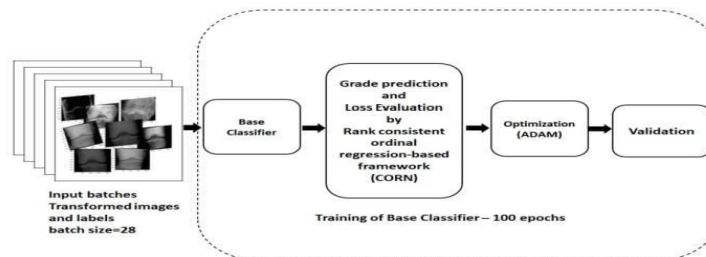 Input batches
Transformed images
and labels
batch size=28
Base
Classifier
Grade prediction
and
Loss Evaluation
by
Rank consistent
ordinal
regression-based
framework
(CORN)
Optimization
(ADAM)
Validation
Training of Base Classifier – 100 epochs